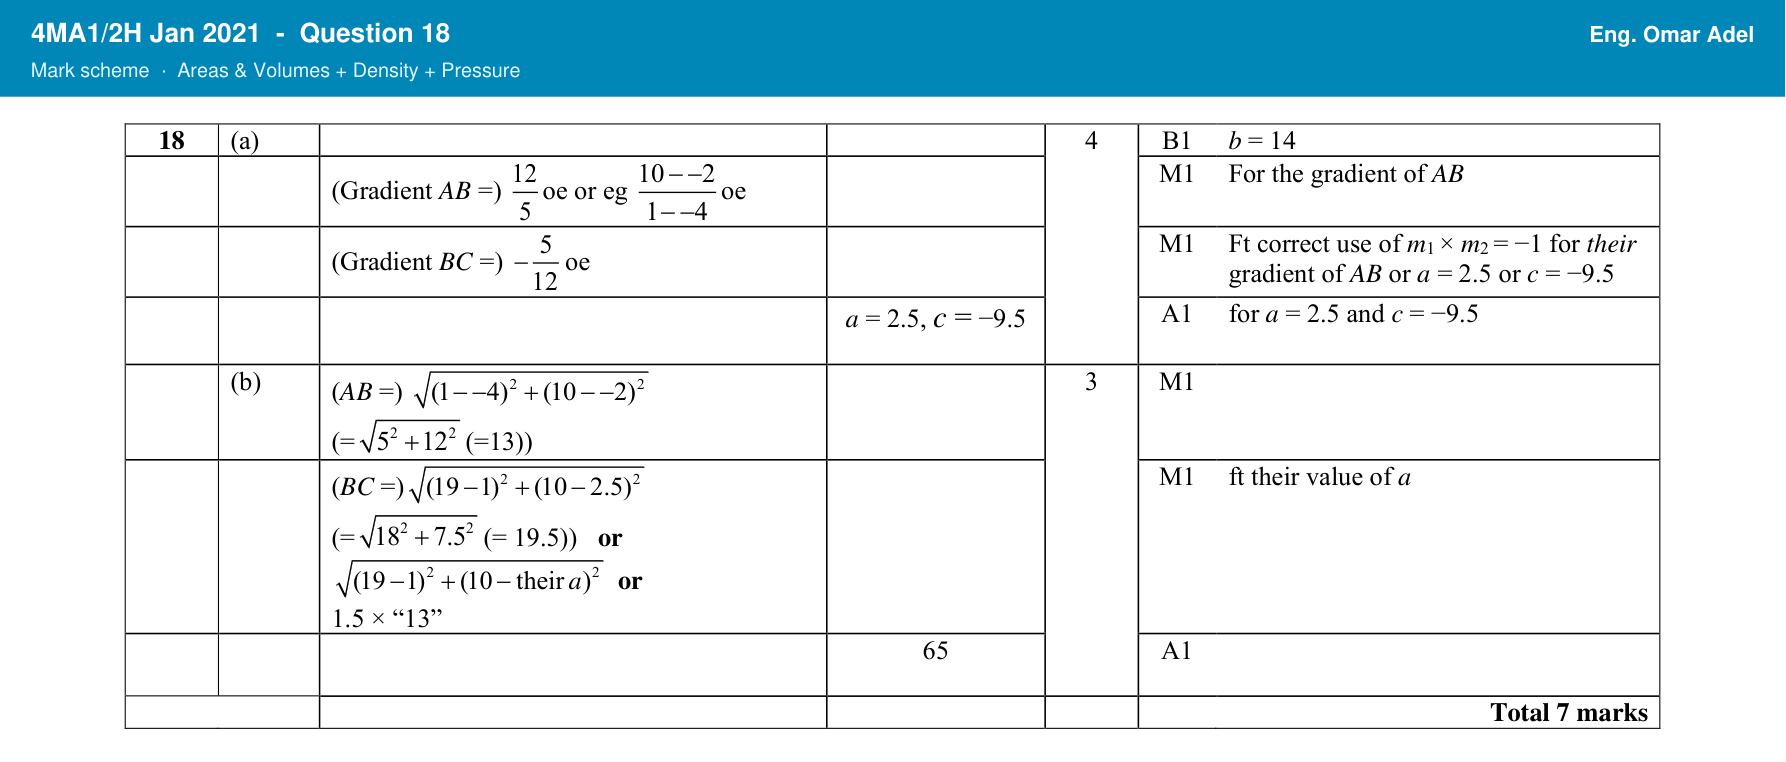 4MA1/2H Jan 2021 - Question 18
Eng. Omar Adel
Mark scheme · Areas & Volumes + Density + Pressure
18 (a) 4 B1 b = 14
(Gradient AB =) 12/5 oe or eg (10−−2)/(1−−4) oe M1 For the gradient of AB
(Gradient BC =) −5/12 oe M1 Ft correct use of m₁ × m₂ = −1 for their
gradient of AB or a = 2.5 or c = −9.5
a = 2.5, c = −9.5 A1 for a = 2.5 and c = −9.5
(b) (AB =) √((1−−4)² + (10−−2)²) 3 M1
(= √(5² + 12²) (=13))
(BC =) √((19−1)² + (10−2.5)²) M1 ft their value of a
(= √(18² + 7.5²) (= 19.5)) or
√((19−1)² + (10− their a)²) or
1.5 × “13”
65 A1
Total 7 marks